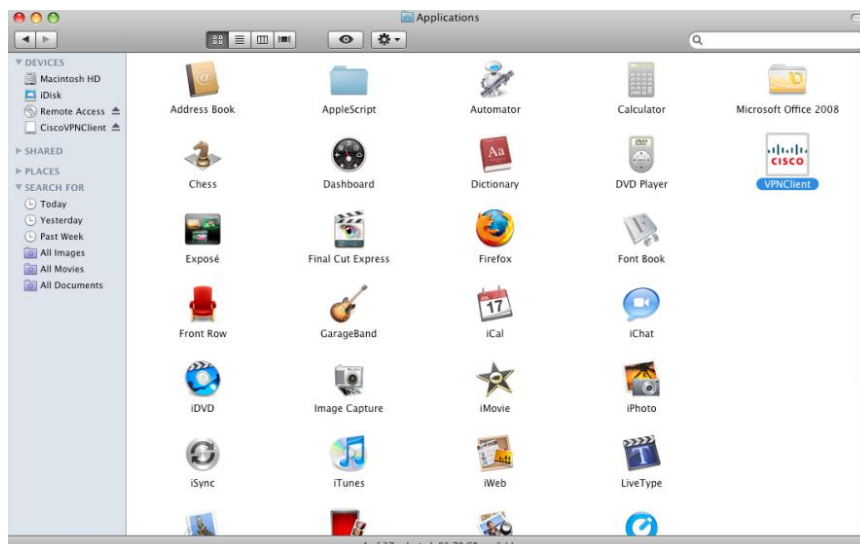 Applications
DEVICES
Macintosh HD
iDisk
Remote Access
CiscoVPNClient
SHARED
PLACES
SEARCH FOR
Today
Yesterday
Past Week
All Images
All Movies
All Documents
Address Book
AppleScript
Automator
Calculator
Microsoft Office 2008
Chess
Dashboard
Aa
Dictionary
DVD Player
CISCO
VPNClient
Exposé
Final Cut Express
Firefox
Font Book
Front Row
GarageBand
17
iCal
iChat
iDVD
Image Capture
iMovie
iPhoto
iSync
iTunes
iWeb
LiveType